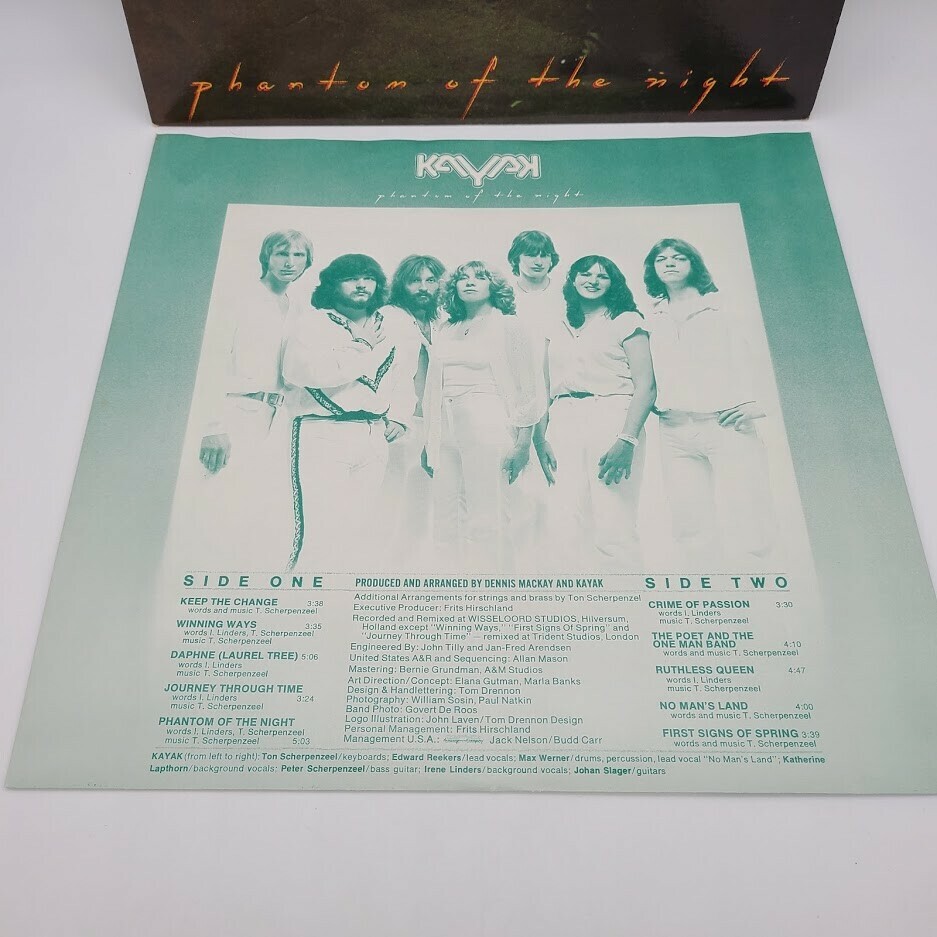 phantom of the night
KAYAK
phantom of the night
SIDE ONE
KEEP THE CHANGE 3:38
words and music T. Scherpenzeel
WINNING WAYS 3:35
words I. Linders, T. Scherpenzeel
music T. Scherpenzeel
DAPHNE (LAUREL TREE) 5:06
words I. Linders
music T. Scherpenzeel
JOURNEY THROUGH TIME
words I. Linders 3:24
music T. Scherpenzeel
PHANTOM OF THE NIGHT
words I. Linders, T. Scherpenzeel
music T. Scherpenzeel 5:03
PRODUCED AND ARRANGED BY DENNIS MACKAY AND KAYAK
Additional Arrangements for strings and brass by Ton Scherpenzeel
Executive Producer: Frits Hirschland
Recorded and Remixed at WISSELOORD STUDIOS, Hilversum,
Holland except "Winning Ways," "First Signs Of Spring" and
"Journey Through Time" — remixed at Trident Studios, London
Engineered By: John Tilly and Jan-Fred Arendsen
United States A&R and Sequencing: Allan Mason
Mastering: Bernie Grundman, A&M Studios
Art Direction/Concept: Elana Gutman, Marla Banks
Design & Handlettering: Tom Drennon
Photography: William Sosin, Paul Natkin
Band Photo: Govert De Roos
Logo Illustration: John Laven/Tom Drennon Design
Personal Management: Frits Hirschland
Management U.S.A.: Jack Nelson/Budd Carr
SIDE TWO
CRIME OF PASSION 3:30
words I. Linders
music T. Scherpenzeel
THE POET AND THE
ONE MAN BAND 4:10
words and music T. Scherpenzeel
RUTHLESS QUEEN 4:47
words I. Linders
music T. Scherpenzeel
NO MAN'S LAND 4:00
words and music T. Scherpenzeel
FIRST SIGNS OF SPRING 3:39
words and music T. Scherpenzeel
KAYAK (from left to right): Ton Scherpenzeel/keyboards; Edward Reekers/lead vocals; Max Werner/drums, percussion, lead vocal "No Man's Land"; Katherine
Lapthorn/background vocals; Peter Scherpenzeel/bass guitar; Irene Linders/background vocals; Johan Slager/guitars